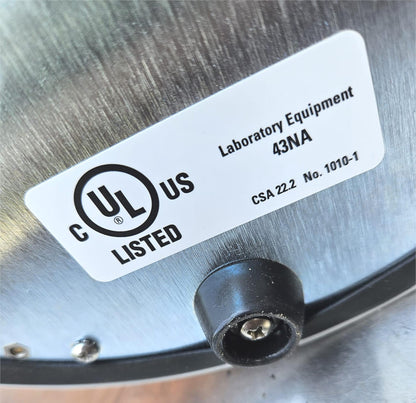 C UL ® US
LISTED
Laboratory Equipment
43NA
CSA 22.2 No. 1010-1